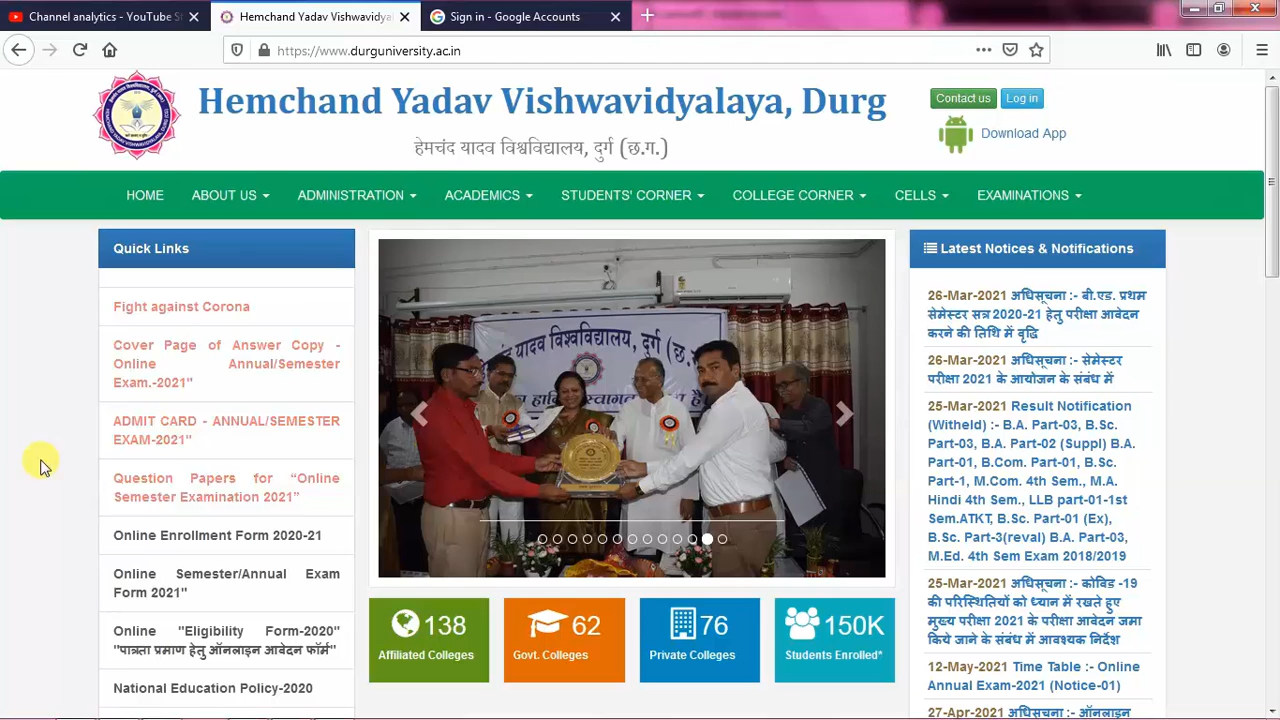 Channel analytics - YouTube S
Hemchand Yadav Vishwavidya
Sign in - Google Accounts
https://www.durguniversity.ac.in
Hemchand Yadav Vishwavidyalaya, Durg
हेमचंद यादव विश्वविद्यालय, दुर्ग (छ.ग.)
Contact us
Log in
Download App
HOME
ABOUT US
ADMINISTRATION
ACADEMICS
STUDENTS' CORNER
COLLEGE CORNER
CELLS
EXAMINATIONS
Quick Links
Fight against Corona
Cover Page of Answer Copy -
Online Annual/Semester
Exam.-2021"
ADMIT CARD - ANNUAL/SEMESTER
EXAM-2021"
Question Papers for “Online
Semester Examination 2021”
Online Enrollment Form 2020-21
Online Semester/Annual Exam
Form 2021"
Online "Eligibility Form-2020"
"पात्रता प्रमाण हेतु ऑनलाइन आवेदन फॉर्म"
National Education Policy-2020
यादव विश्वविद्यालय, दुर्ग (छ.ग.)
138
Affiliated Colleges
62
Govt. Colleges
76
Private Colleges
150K
Students Enrolled*
Latest Notices & Notifications
26-Mar-2021 अधिसूचना :- बी.एड. प्रथम
सेमेस्टर सत्र 2020-21 हेतु परीक्षा आवेदन
करने की तिथि में वृद्धि
26-Mar-2021 अधिसूचना :- सेमेस्टर
परीक्षा 2021 के आयोजन के संबंध में
25-Mar-2021 Result Notification
(Witheld) :- B.A. Part-03, B.Sc.
Part-03, B.A. Part-02 (Suppl) B.A.
Part-01, B.Com. Part-01, B.Sc.
Part-1, M.Com. 4th Sem., M.A.
Hindi 4th Sem., LLB part-01-1st
Sem.ATKT, B.Sc. Part-01 (Ex),
B.Sc. Part-3(reval) B.A. Part-03,
M.Ed. 4th Sem Exam 2018/2019
25-Mar-2021 अधिसूचना :- कोविड -19
की परिस्थितियों को ध्यान में रखते हुए
मुख्य परीक्षा 2021 के परीक्षा आवेदन जमा
किये जाने के संबंध में आवश्यक निर्देश
12-May-2021 Time Table :- Online
Annual Exam-2021 (Notice-01)
27-Apr-2021 अधिसूचना :- ऑनलाइन